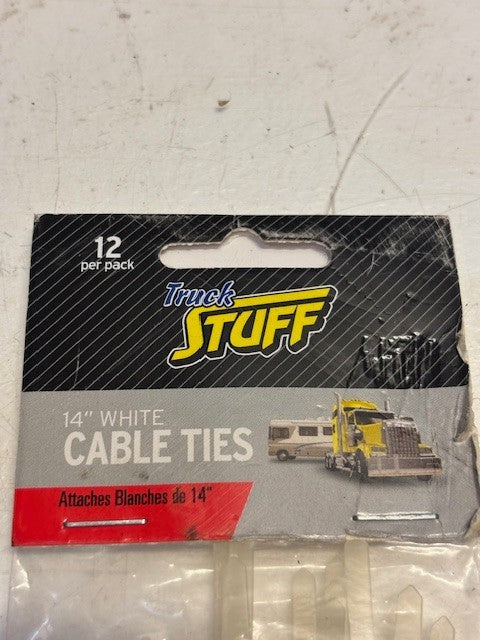 12
per pack
Truck
STUFF
14" WHITE
CABLE TIES
Attaches Blanches de 14"